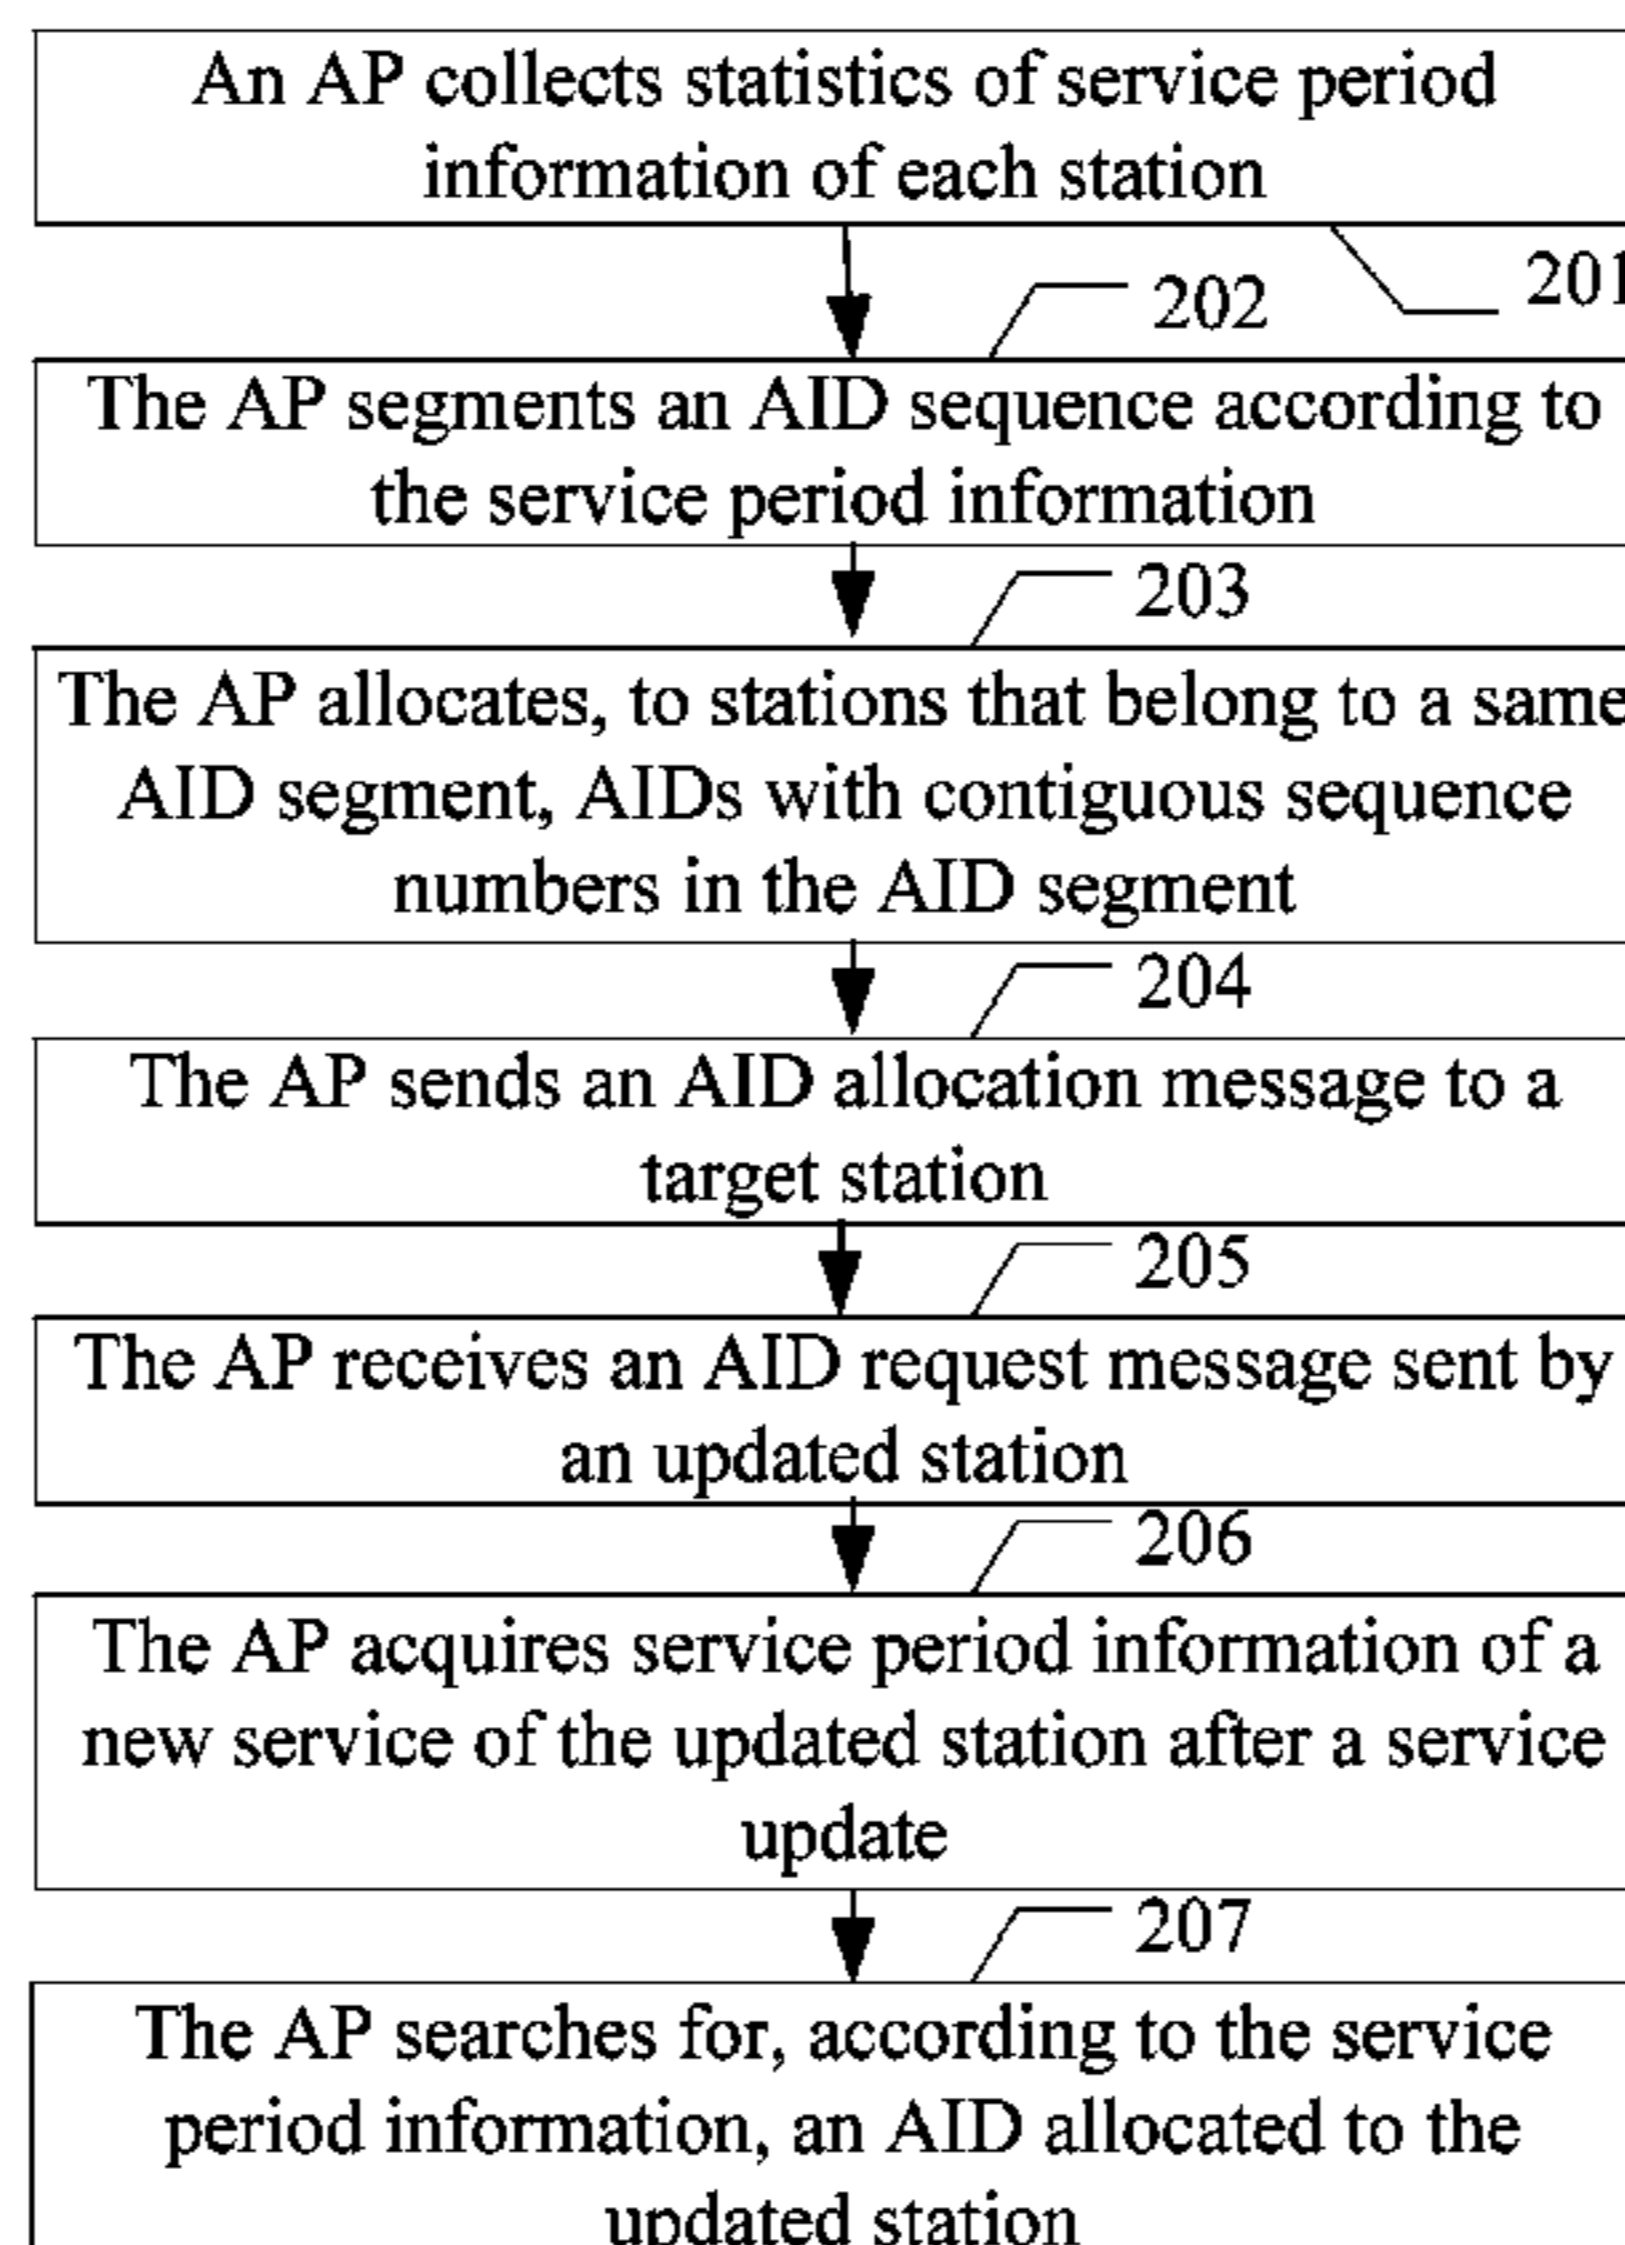 An AP collects statistics of service period
information of each station
201
202
The AP segments an AID sequence according to
the service period information
203
The AP allocates, to stations that belong to a same
AID segment, AIDs with contiguous sequence
numbers in the AID segment
204
The AP sends an AID allocation message to a
target station
205
The AP receives an AID request message sent by
an updated station
206
The AP acquires service period information of a
new service of the updated station after a service
update
207
The AP searches for, according to the service
period information, an AID allocated to the
updated station